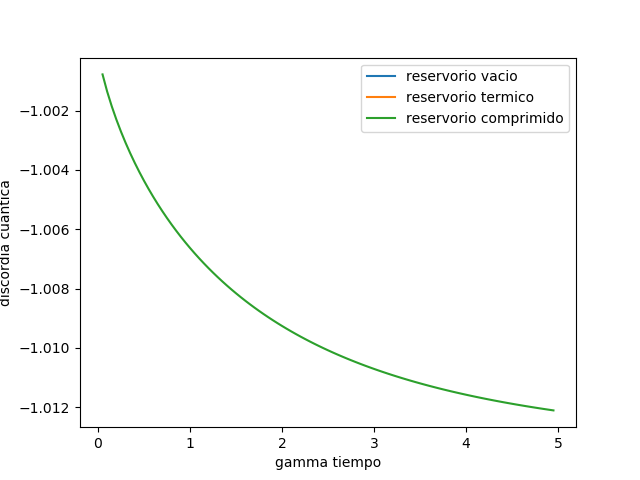 reservorio vacio
reservorio termico
reservorio comprimido
discordia cuantica
−1.002
−1.004
−1.006
−1.008
−1.010
−1.012
0 1 2 3 4 5
gamma tiempo